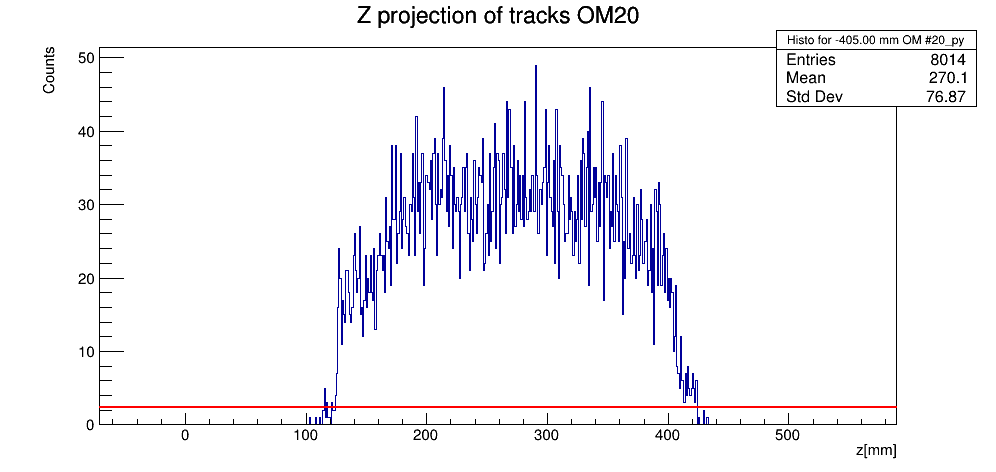 Z projection of tracks OM20
Histo for -405.00 mm OM #20_py
Entries 8014
Mean 270.1
Std Dev 76.87
Counts
50
40
30
20
10
0
0 100 200 300 400 500
z[mm]